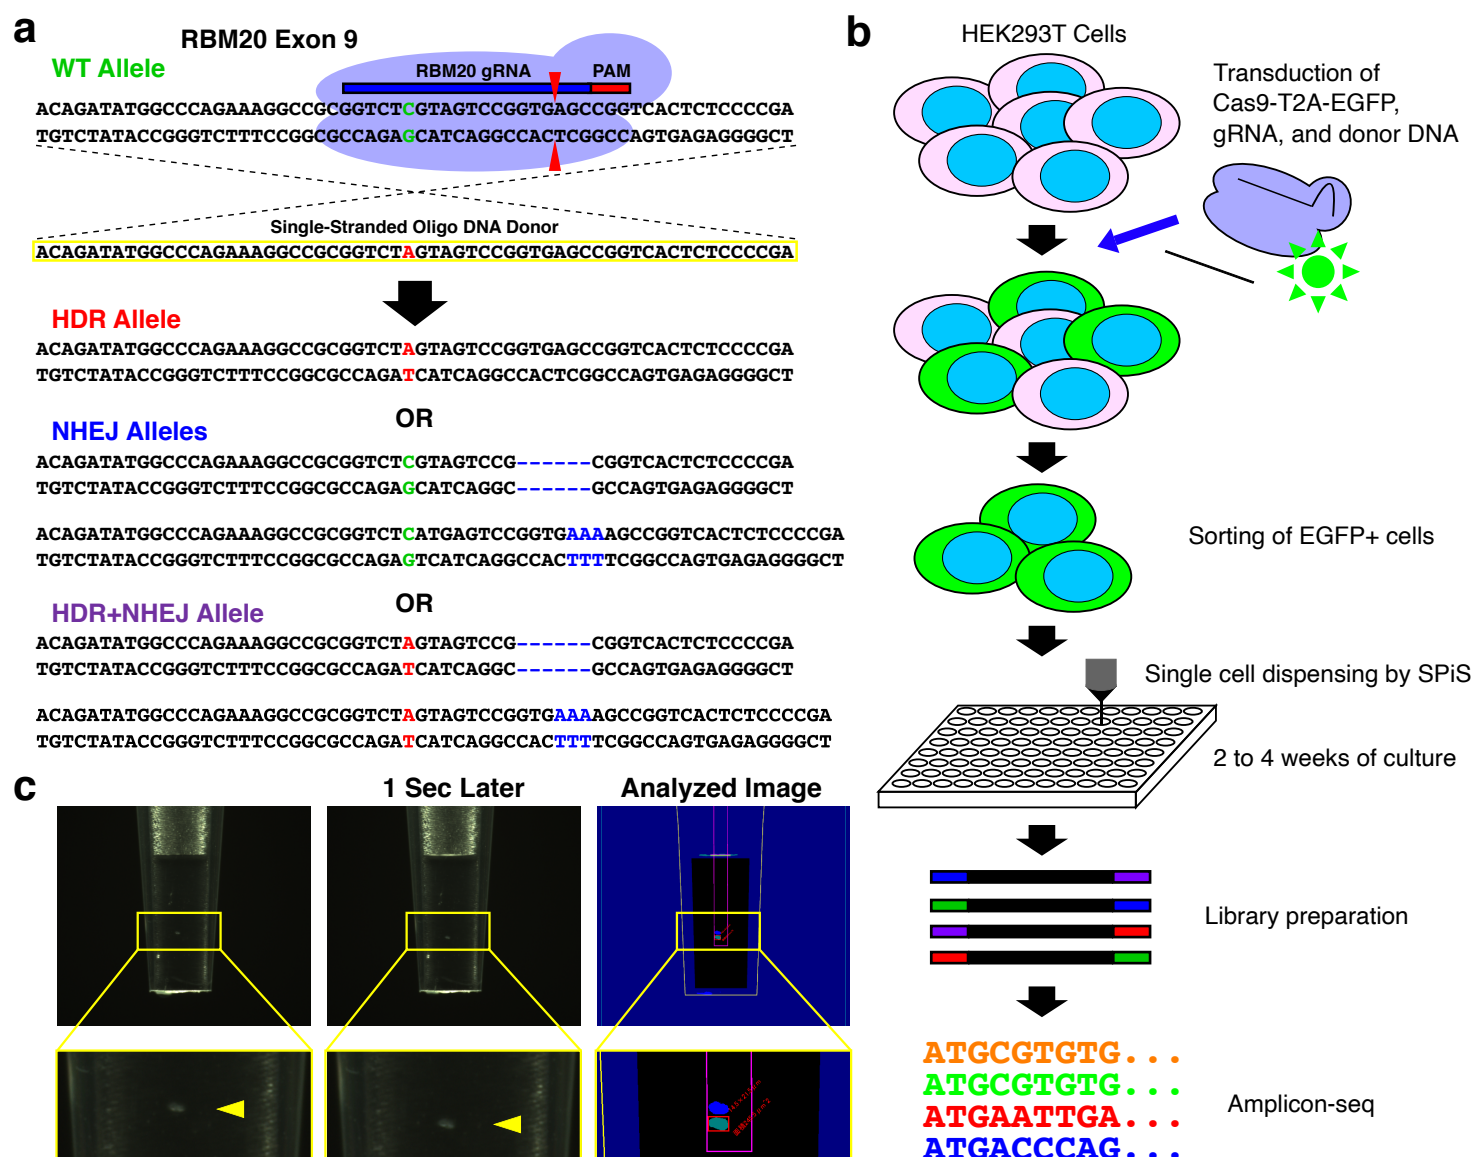 a
RBM20 Exon 9
WT Allele
RBM20 gRNA
PAM
ACAGATATGGCCCAGAAAGGCCGCGGTCTCGTAGTCCGGTGAGCCGGTCACTCTCCCCGA
TGTCTATACCGGGTCTTTCCGGCGCCAGAGCATCAGGCCACTCGGCCAGTGAGAGGGGCT
Single-Stranded Oligo DNA Donor
ACAGATATGGCCCAGAAAGGCCGCGGTCTAGTAGTCCGGTGAGCCGGTCACTCTCCCCGA
HDR Allele
ACAGATATGGCCCAGAAAGGCCGCGGTCTAGTAGTCCGGTGAGCCGGTCACTCTCCCCGA
TGTCTATACCGGGTCTTTCCGGCGCCAGATCATCAGGCCACTCGGCCAGTGAGAGGGGCT
OR
NHEJ Alleles
ACAGATATGGCCCAGAAAGGCCGCGGTCTCGTAGTCCG------CGGTCACTCTCCCCGA
TGTCTATACCGGGTCTTTCCGGCGCCAGAGCATCAGGC------GCCAGTGAGAGGGGCT
ACAGATATGGCCCAGAAAGGCCGCGGTCTCATGAGTCCGGTGAAAAGCCGGTCACTCTCCCCGA
TGTCTATACCGGGTCTTTCCGGCGCCAGAGTCATCAGGCCACTTTTCGGCCAGTGAGAGGGGCT
OR
HDR+NHEJ Allele
ACAGATATGGCCCAGAAAGGCCGCGGTCTAGTAGTCCG------CGGTCACTCTCCCCGA
TGTCTATACCGGGTCTTTCCGGCGCCAGATCATCAGGC------GCCAGTGAGAGGGGCT
ACAGATATGGCCCAGAAAGGCCGCGGTCTAGTAGTCCGGTGAAAAGCCGGTCACTCTCCCCGA
TGTCTATACCGGGTCTTTCCGGCGCCAGATCATCAGGCCACTTTTCGGCCAGTGAGAGGGGCT
b
HEK293T Cells
Transduction of
Cas9-T2A-EGFP,
gRNA, and donor DNA
Sorting of EGFP+ cells
Single cell dispensing by SPiS
2 to 4 weeks of culture
Library preparation
ATGCGTGTG...
ATGCGTGTG...
ATGAATTGA...
ATGACCCAG...
Amplicon-seq
c
1 Sec Later
Analyzed Image